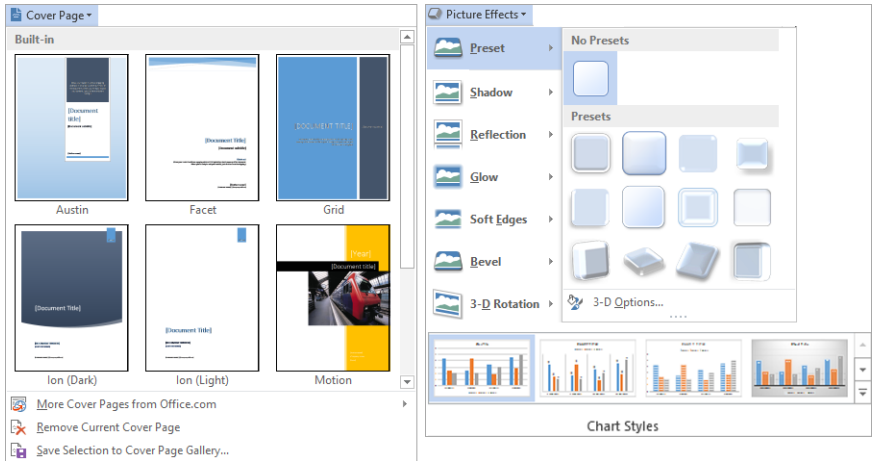 Cover Page
Built-in
[Document title]
[DOCUMENT TITLE]
[Document title]
Austin
Facet
Grid
[Document title]
[Document title]
[Year]
[Document title]
Ion (Dark)
Ion (Light)
Motion
More Cover Pages from Office.com
Remove Current Cover Page
Save Selection to Cover Page Gallery...
Picture Effects
Preset
Shadow
Reflection
Glow
Soft Edges
Bevel
3-D Rotation
No Presets
Presets
3-D Options...
Chart Styles